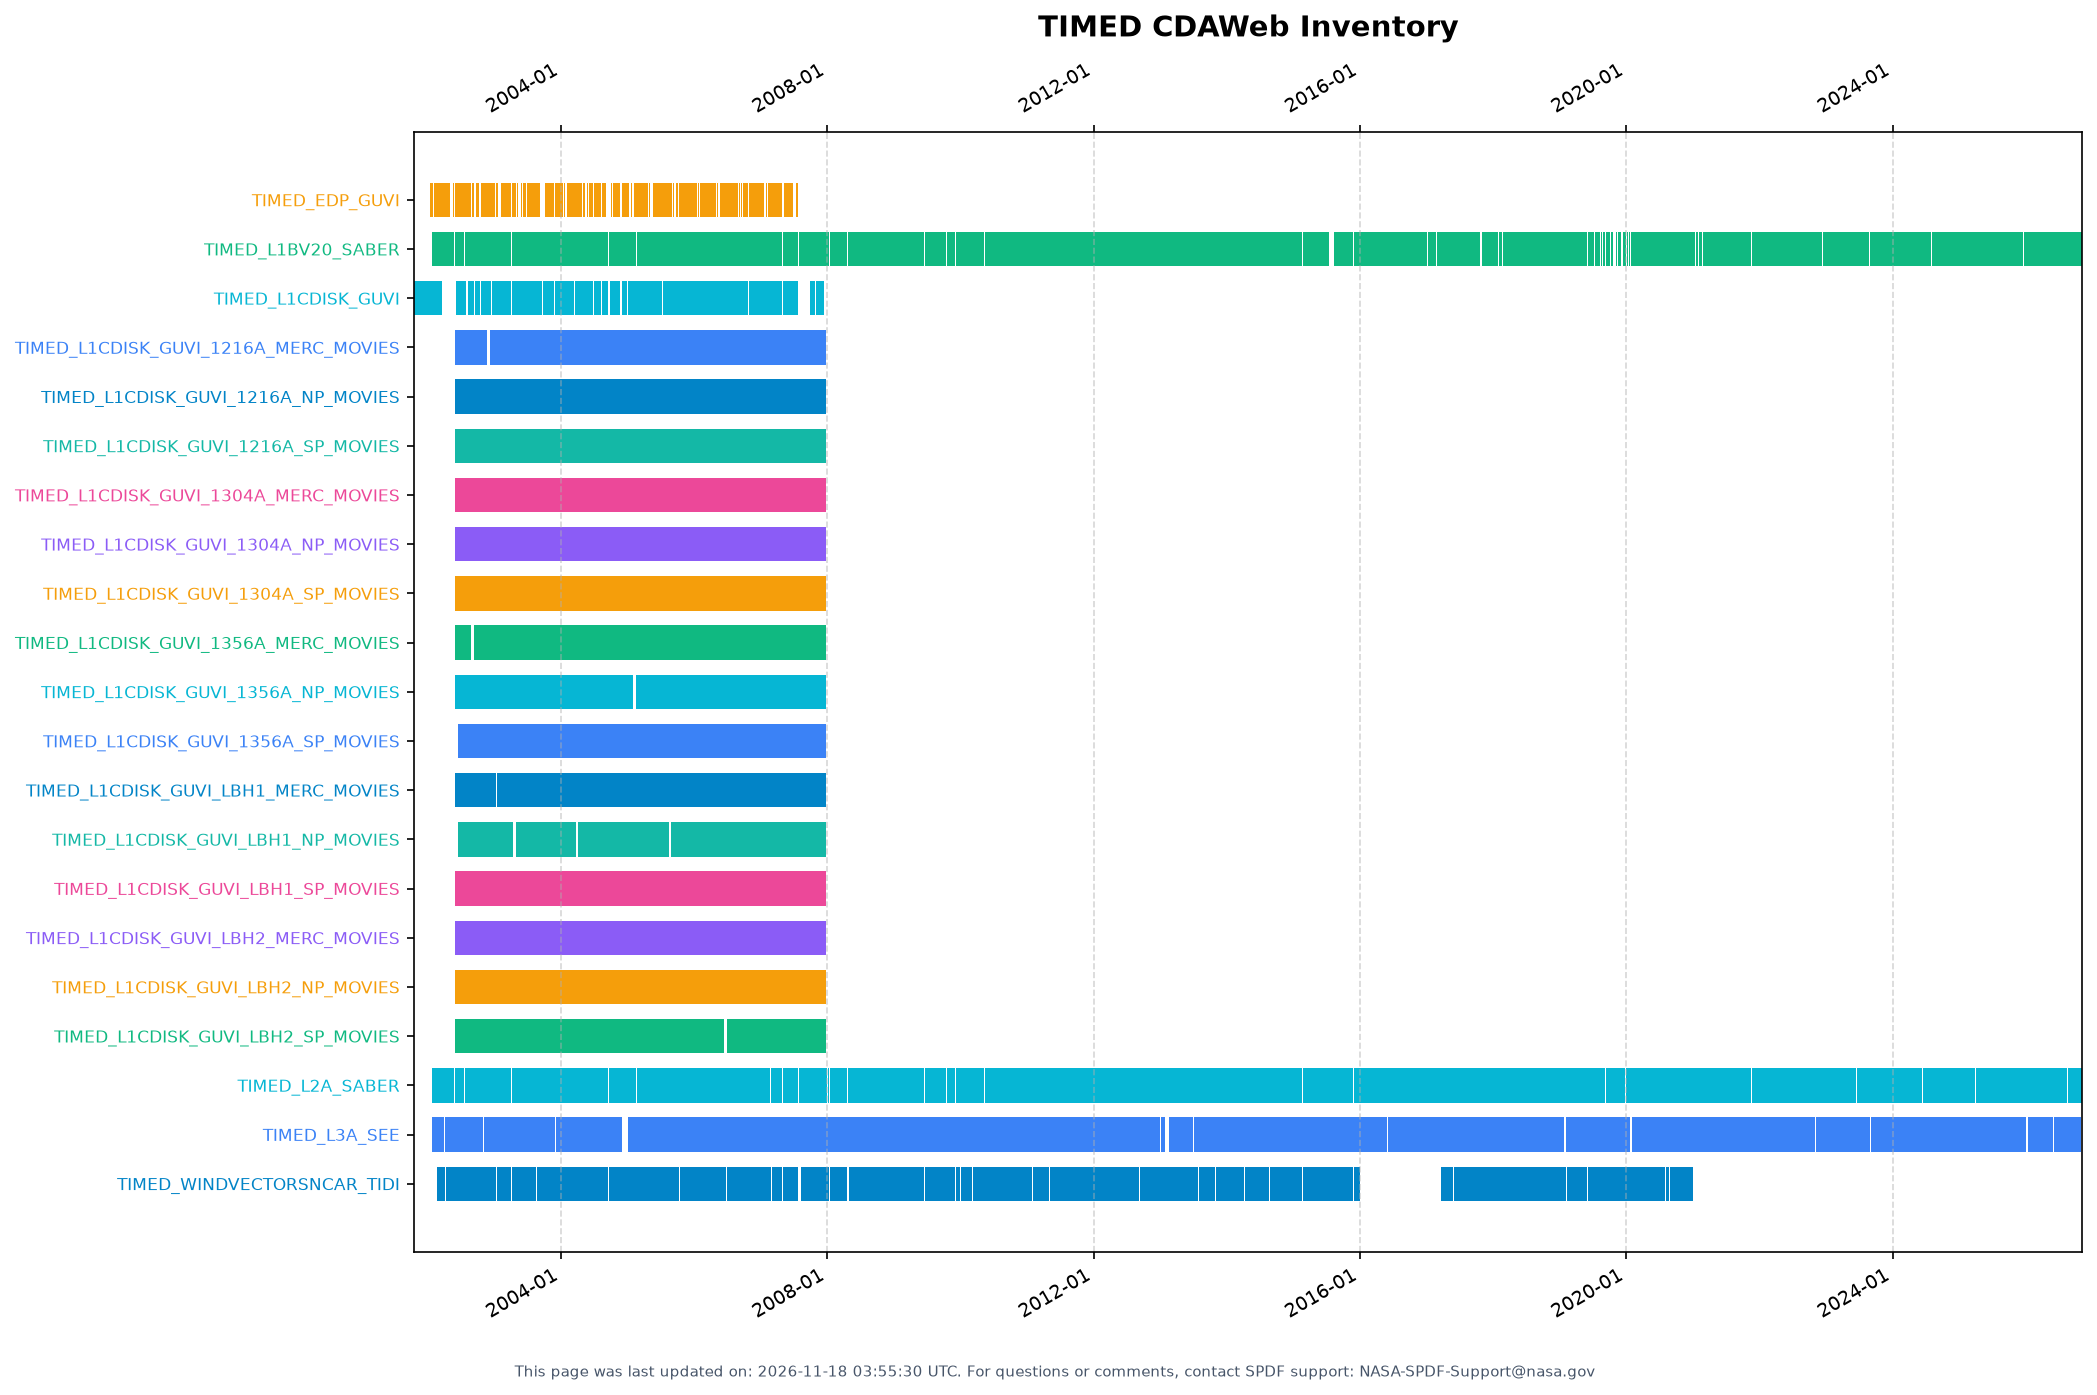 TIMED CDAWeb Inventory
2004-01 2008-01 2012-01 2016-01 2020-01 2024-01
TIMED_EDP_GUVI
TIMED_L1BV20_SABER
TIMED_L1CDISK_GUVI
TIMED_L1CDISK_GUVI_1216A_MERC_MOVIES
TIMED_L1CDISK_GUVI_1216A_NP_MOVIES
TIMED_L1CDISK_GUVI_1216A_SP_MOVIES
TIMED_L1CDISK_GUVI_1304A_MERC_MOVIES
TIMED_L1CDISK_GUVI_1304A_NP_MOVIES
TIMED_L1CDISK_GUVI_1304A_SP_MOVIES
TIMED_L1CDISK_GUVI_1356A_MERC_MOVIES
TIMED_L1CDISK_GUVI_1356A_NP_MOVIES
TIMED_L1CDISK_GUVI_1356A_SP_MOVIES
TIMED_L1CDISK_GUVI_LBH1_MERC_MOVIES
TIMED_L1CDISK_GUVI_LBH1_NP_MOVIES
TIMED_L1CDISK_GUVI_LBH1_SP_MOVIES
TIMED_L1CDISK_GUVI_LBH2_MERC_MOVIES
TIMED_L1CDISK_GUVI_LBH2_NP_MOVIES
TIMED_L1CDISK_GUVI_LBH2_SP_MOVIES
TIMED_L2A_SABER
TIMED_L3A_SEE
TIMED_WINDVECTORSNCAR_TIDI
2004-01 2008-01 2012-01 2016-01 2020-01 2024-01
This page was last updated on: 2026-11-18 03:55:30 UTC. For questions or comments, contact SPDF support: NASA-SPDF-Support@nasa.gov